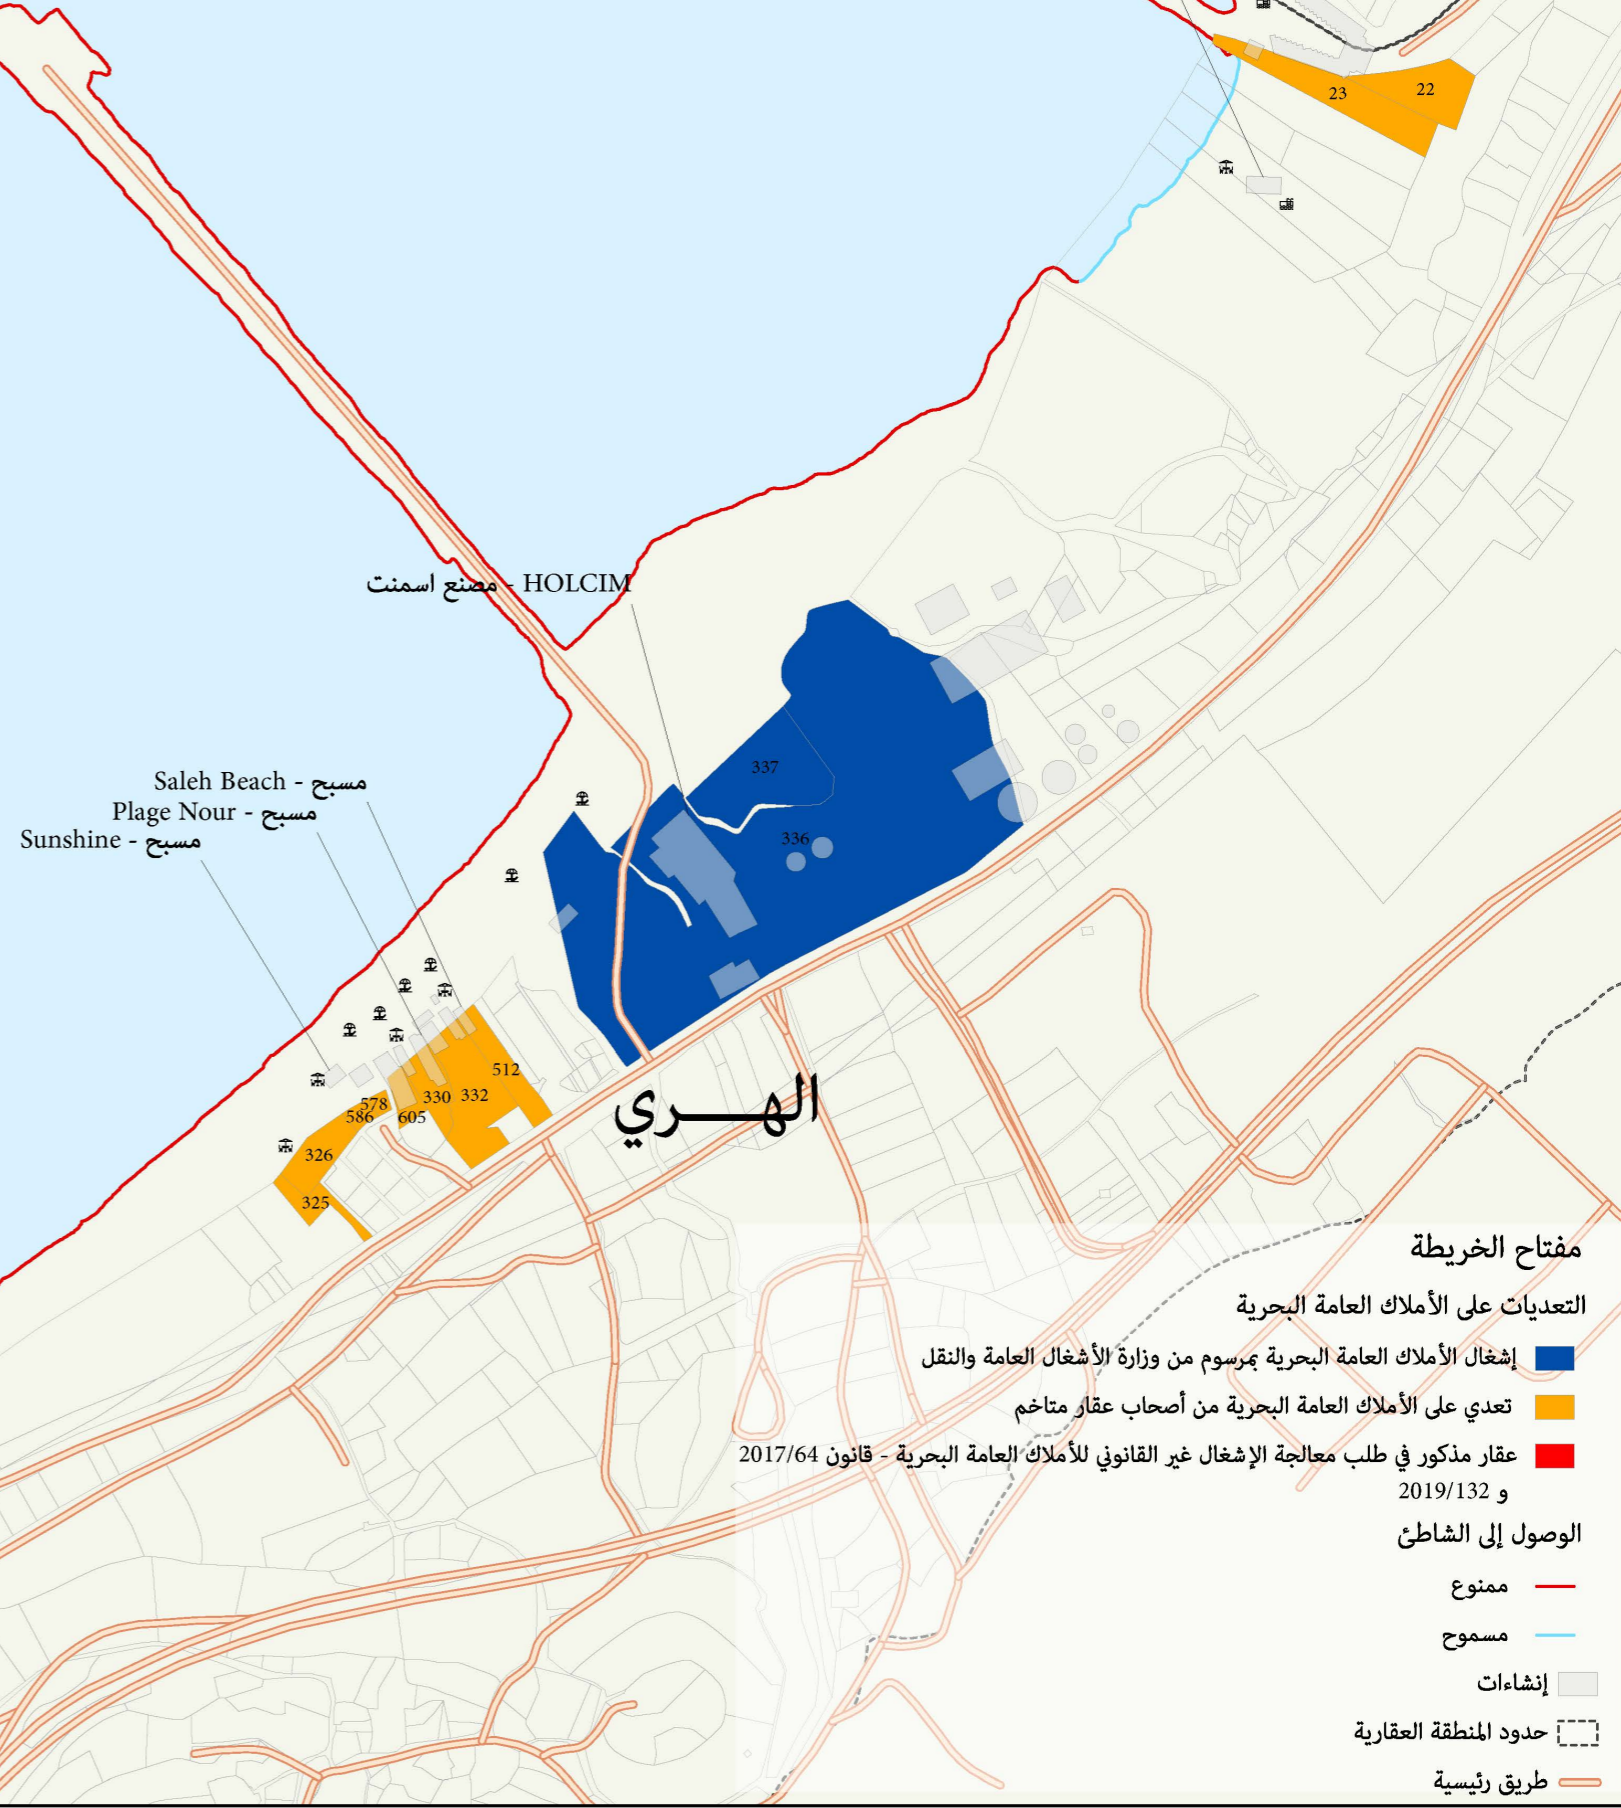 23
22
HOLCIM - مصنع اسمنت
337
336
Saleh Beach - مسبح
Plage Nour - مسبح
Sunshine - مسبح
512
332
330
605
578
586
326
325
الهـــري
مفتاح الخريطة
التعديات على الأملاك العامة البحرية
إشغال الأملاك العامة البحرية بمرسوم من وزارة الأشغال العامة والنقل
تعدي على الأملاك العامة البحرية من أصحاب عقار متاخم
عقار مذكور في طلب معالجة الإشغال غير القانوني للأملاك العامة البحرية - قانون 2017/64
و 2019/132
الوصول إلى الشاطئ
ممنوع
مسموح
إنشاءات
حدود المنطقة العقارية
طريق رئيسية